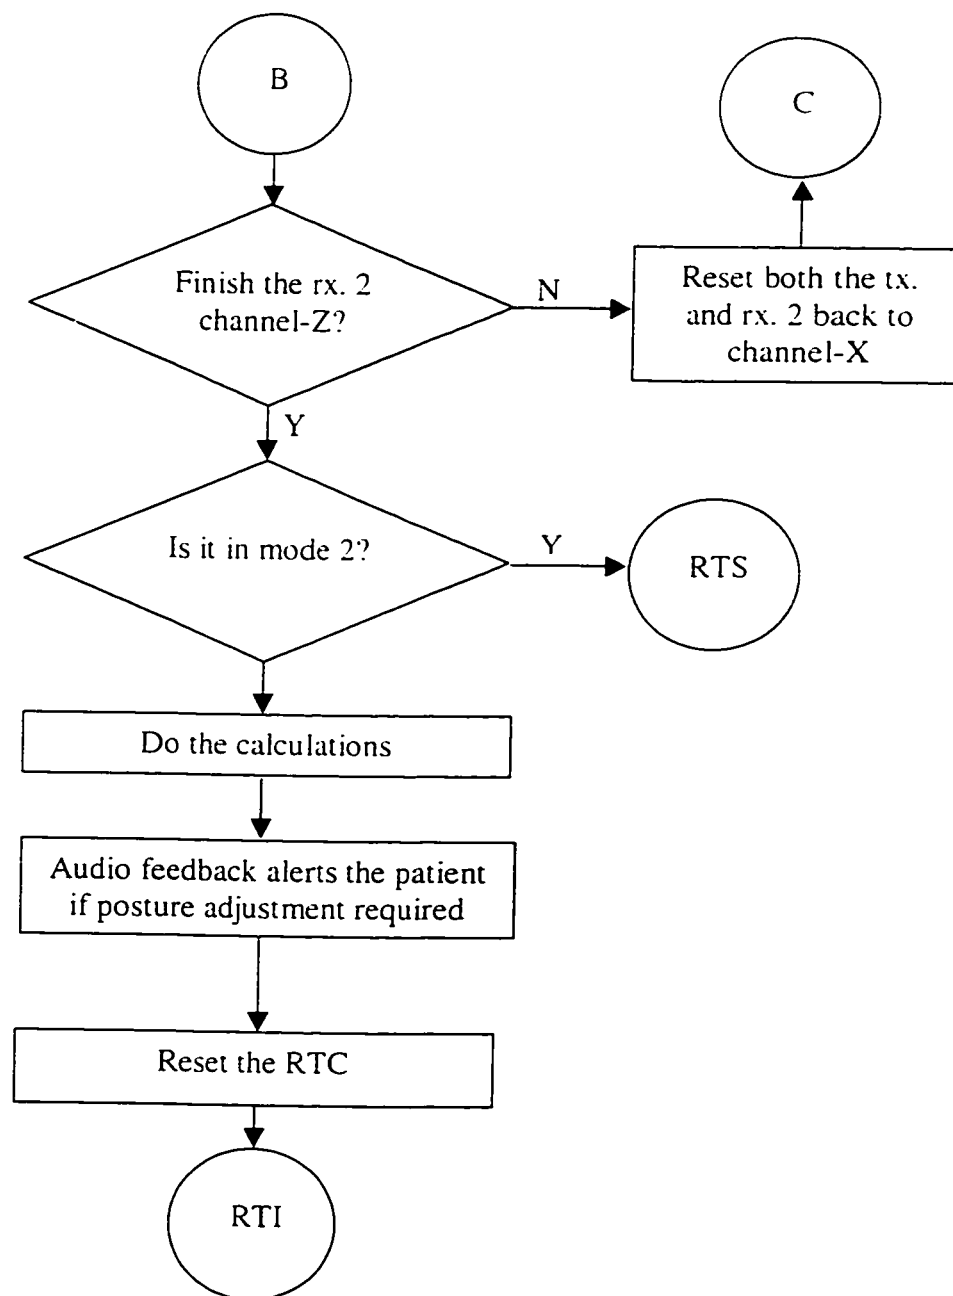 B
C
Finish the rx. 2
channel-Z?
N
Reset both the tx.
and rx. 2 back to
channel-X
Y
Is it in mode 2?
Y
RTS
Do the calculations
Audio feedback alerts the patient
if posture adjustment required
Reset the RTC
RTI